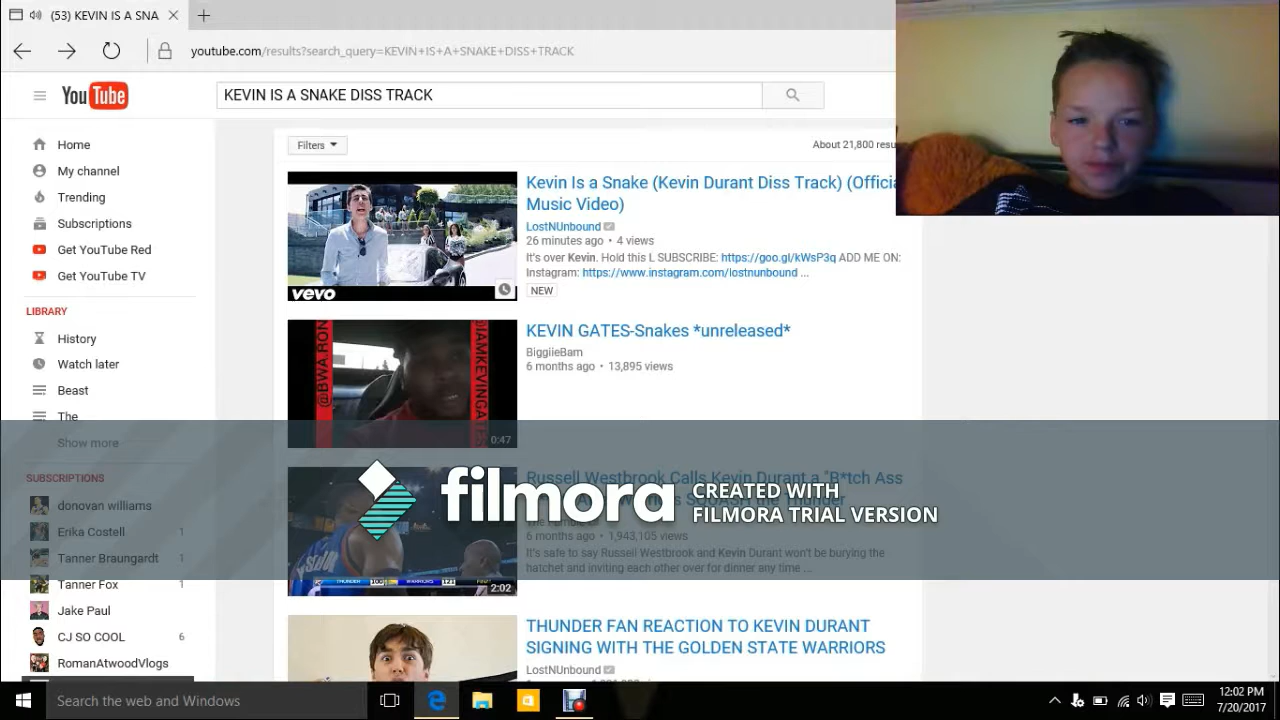 (53) KEVIN IS A SNA
youtube.com/results?search_query=KEVIN+IS+A+SNAKE+DISS+TRACK
YouTube
KEVIN IS A SNAKE DISS TRACK
Home
My channel
Trending
Subscriptions
Get YouTube Red
Get YouTube TV
LIBRARY
History
Watch later
Beast
The
Show more
SUBSCRIPTIONS
donovan williams
Erika Costell 1
Tanner Braungardt 1
Tanner Fox 1
Jake Paul
CJ SO COOL 6
RomanAtwoodVlogs
Filters
About 21,800 resu
vevo
Kevin Is a Snake (Kevin Durant Diss Track) (Officia
Music Video)
LostNUnbound
26 minutes ago • 4 views
It's over Kevin. Hold this L SUBSCRIBE: https://goo.gl/kWsP3q ADD ME ON:
Instagram: https://www.instagram.com/lostnunbound ...
NEW
@BWA.RON
@IAMKEVINGATES
0:47
KEVIN GATES-Snakes *unreleased*
BiggiieBam
6 months ago • 13,895 views
THUNDER 100 WARRIORS 121
2:02
Russell Westbrook Calls Kevin Durant a "B*tch Ass
6 months ago • 1,943,105 views
It's safe to say Russell Westbrook and Kevin Durant won't be burying the
hatchet and inviting each other over for dinner any time ...
filmora
CREATED WITH
FILMORA TRIAL VERSION
THUNDER FAN REACTION TO KEVIN DURANT
SIGNING WITH THE GOLDEN STATE WARRIORS
LostNUnbound
Search the web and Windows
12:02 PM
7/20/2017